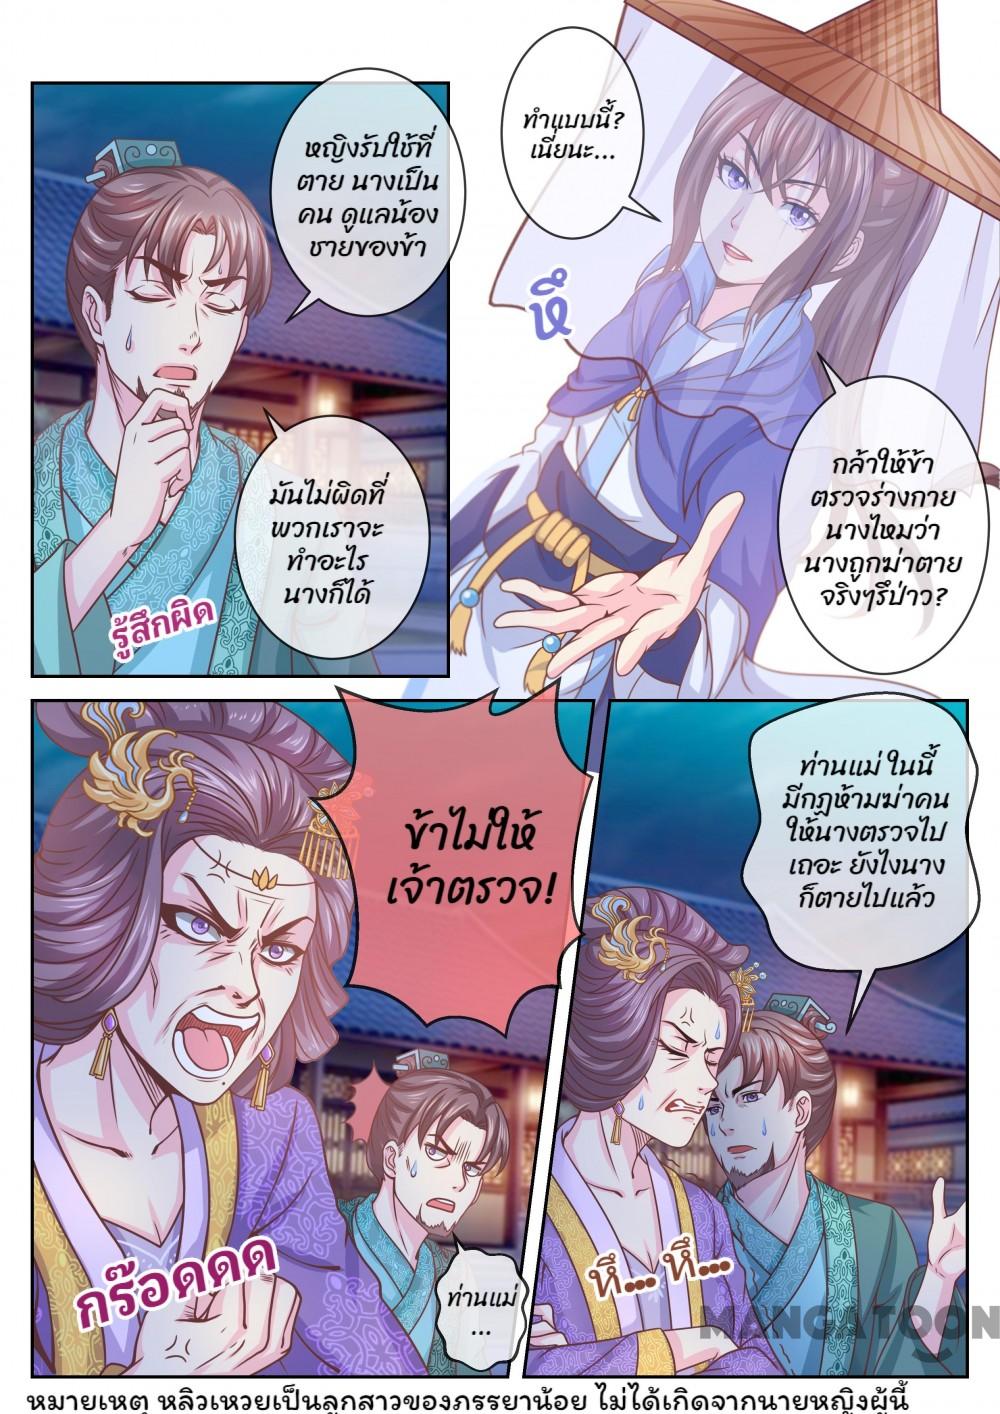 หญิงรับใช้ที่
ตาย นางเป็น
คน ดูแลน้อง
ชายของข้า
มันไม่ผิดที่
พวกเราจะ
ทำอะไร
นางก็ได้
รู้สึกผิด
ทำแบบนี้?
เนี่ยนะ...
หึ
กล้าให้ข้า
ตรวจร่างกาย
นางไหมว่า
นางถูกฆ่าตาย
จริงๆรึป่าว?
ข้าไม่ให้
เจ้าตรวจ!
กร๊อดดด
ท่านแม่
...
ท่านแม่ ในนี้
มีกฎห้ามฆ่าคน
ให้นางตรวจไป
เถอะ ยังไงนาง
ก็ตายไปแล้ว
หึ... หึ...
MANGATOON
หมายเหตุ หลิวเหวยเป็นลูกสาวของภรรยาน้อย ไม่ได้เกิดจากนายหญิงผู้นี้